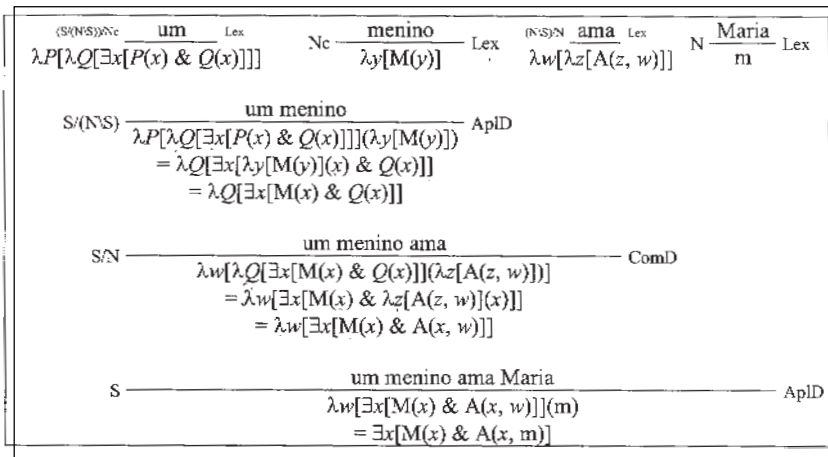 (S/(N\S))/Nc um Lex Nc menino Lex (N\S)/N ama Lex N Maria Lex
λP[λQ[∃x[P(x) & Q(x)]]] λy[M(y)] λw[λz[A(z, w)]] m
um menino
S/(N\S) AplD
λP[λQ[∃x[P(x) & Q(x)]]](λy[M(y)])
= λQ[∃x[λy[M(y)](x) & Q(x)]]
= λQ[∃x[M(x) & Q(x)]]
um menino ama
S/N ComD
λw[λQ[∃x[M(x) & Q(x)]](λz[A(z, w)])]
= λw[∃x[M(x) & λz[A(z, w)](x)]]
= λw[∃x[M(x) & A(x, w)]]
um menino ama Maria
S AplD
λw[∃x[M(x) & A(x, w)]](m)
= ∃x[M(x) & A(x, m)]